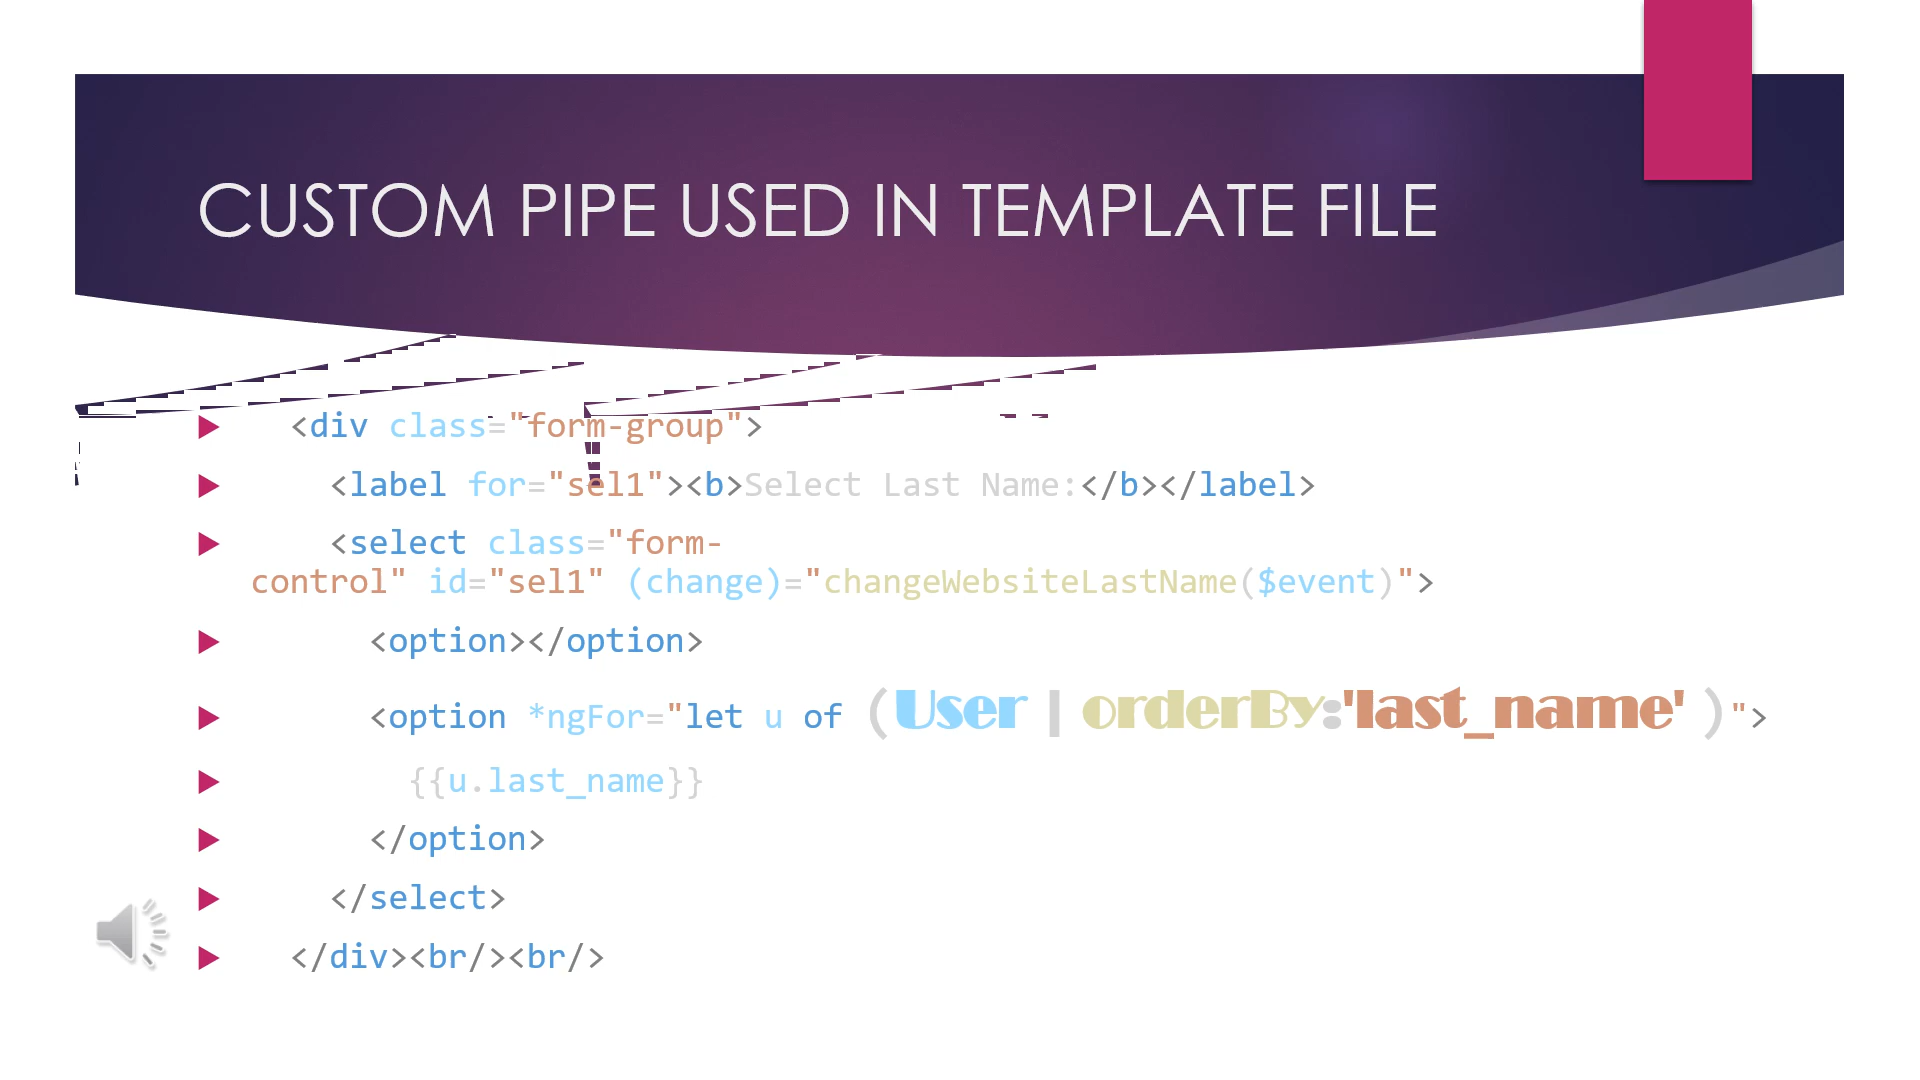 CUSTOM PIPE USED IN TEMPLATE FILE
<div class="form-group">
<label for="sel1"><b>Select Last Name:</b></label>
<select class="form-
control" id="sel1" (change)="changeWebsiteLastName($event)">
<option></option>
<option *ngFor="let u of (User | orderBy:'last_name' )">
{{u.last_name}}
</option>
</select>
</div><br/><br/>